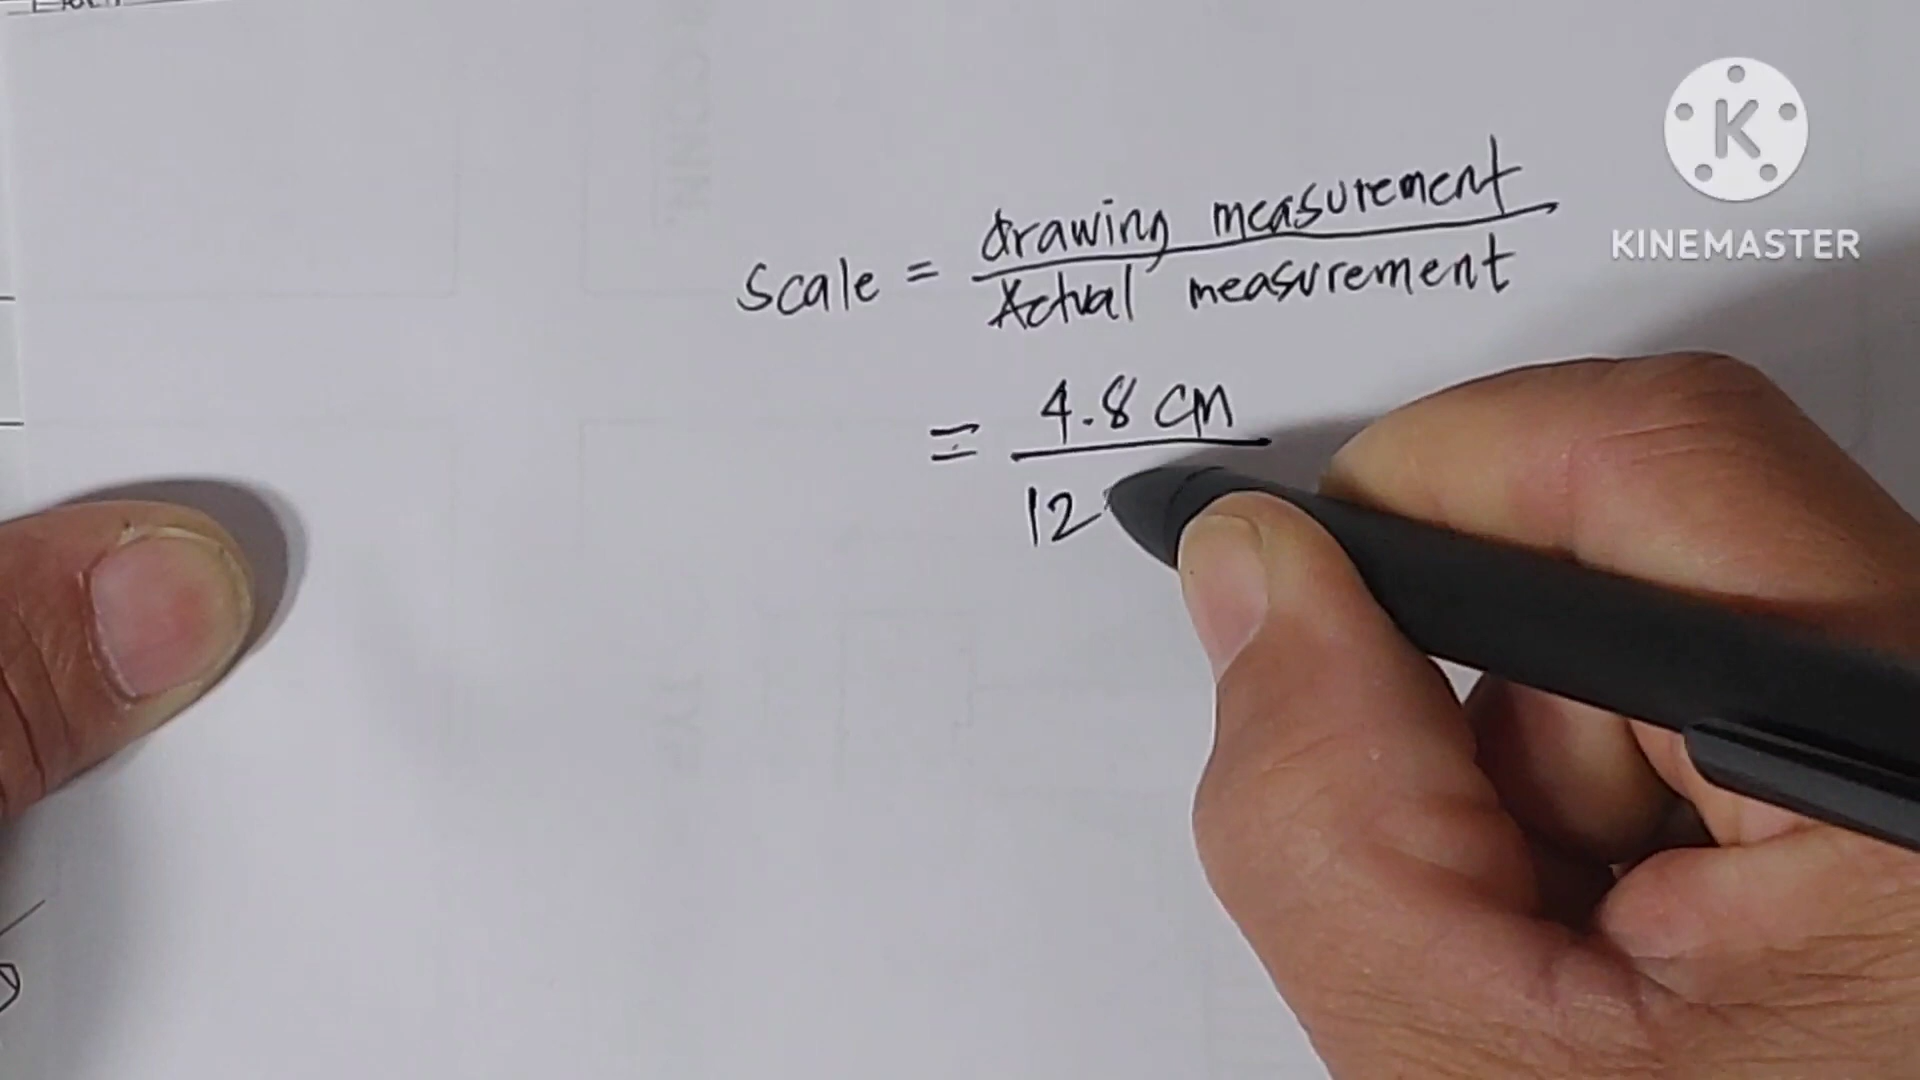 K
KINEMASTER
scale = drawing measurement / Actual measurement
= 4.8 cm / 12